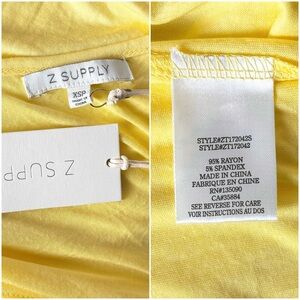 Z SUPPLY
XSP
Z SUPP
STYLE#ZT172042S
STYLE#ZT172042
95% RAYON
5% SPANDEX
MADE IN CHINA
FABRIQUE EN CHINE
RN#135090
CA#35884
SEE REVERSE FOR CARE
VOIR INSTRUCTIONS AU DOS